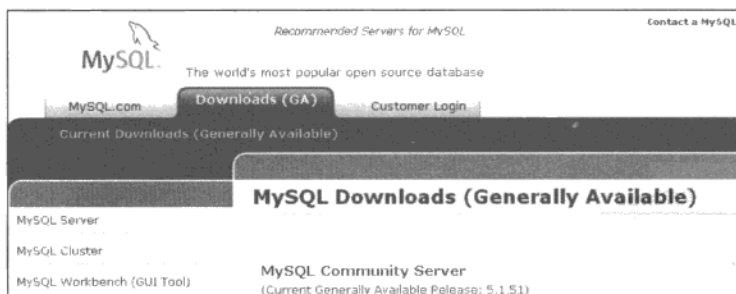 Contact a MySQL
Recommended Servers for MySQL
MySQL
The world's most popular open source database
MySQL.com
Downloads (GA)
Customer Login
Current Downloads (Generally Available)
MySQL Downloads (Generally Available)
MySQL Server
MySQL Cluster
MySQL Workbench (GUI Tool)
MySQL Community Server
(Current Generally Available Release: 5.1.51)